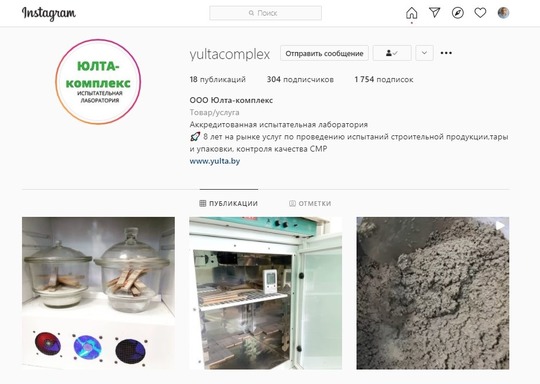 Instagram
Поиск
yultacomplex
Отправить сообщение
18 публикаций 304 подписчиков 1 754 подписок
ЮЛТА-
комплекс
ИСПЫТАТЕЛЬНАЯ
ЛАБОРАТОРИЯ
ООО Юлта-комплекс
Товар/услуга
Аккредитованная испытательная лаборатория
🚀 8 лет на рынке услуг по проведению испытаний строительной продукции,тары
и упаковки, контроля качества СМР
www.yulta.by
ПУБЛИКАЦИИ ОТМЕТКИ